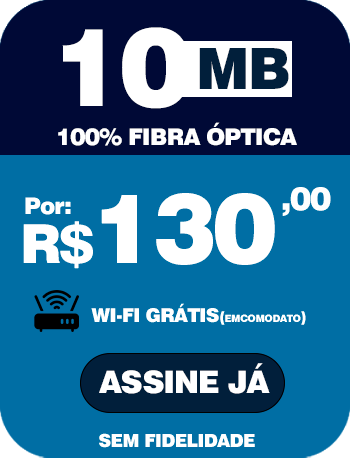 10 MB
100% FIBRA ÓPTICA
Por:
R$130,00
WI-FI GRÁTIS(EMCOMODATO)
ASSINE JÁ
SEM FIDELIDADE